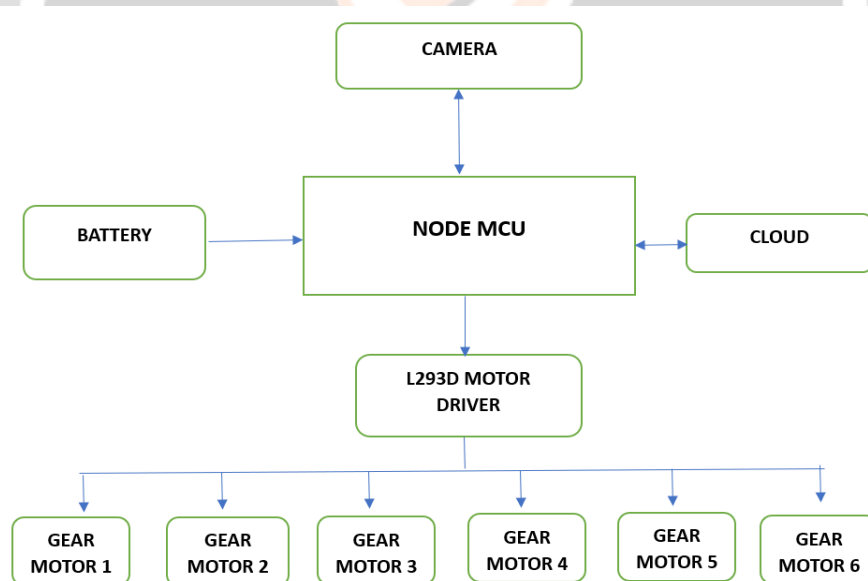 CAMERA
BATTERY
NODE MCU
CLOUD
L293D MOTOR
DRIVER
GEAR
MOTOR 1
GEAR
MOTOR 2
GEAR
MOTOR 3
GEAR
MOTOR 4
GEAR
MOTOR 5
GEAR
MOTOR 6